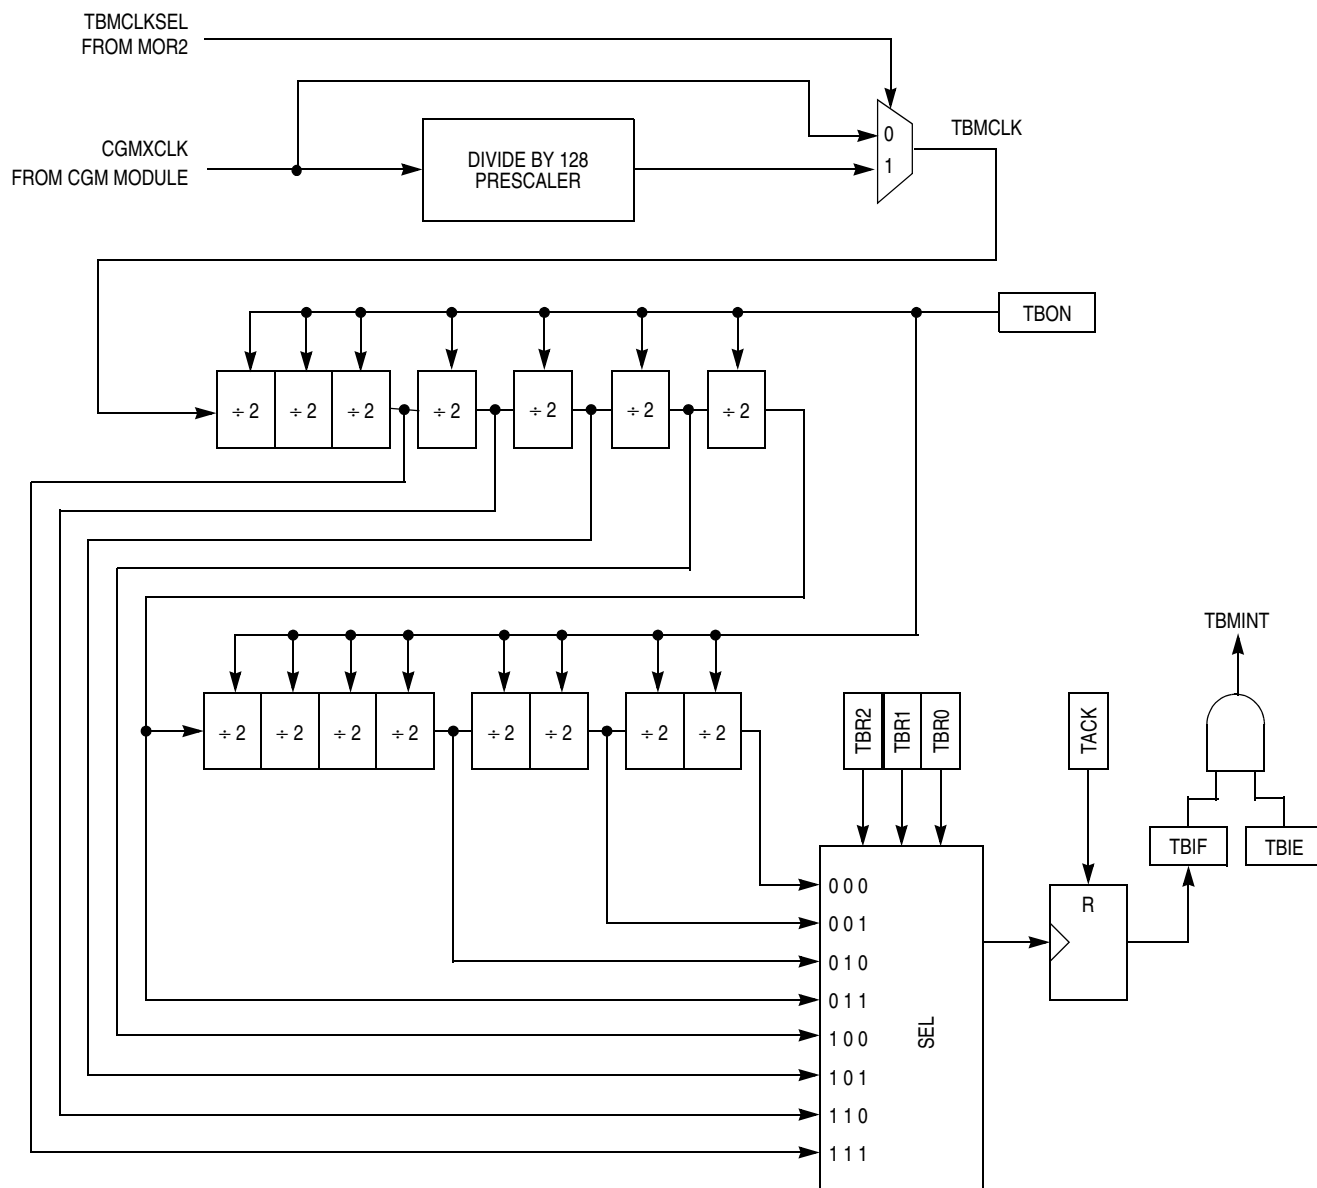 TBMCLKSEL
FROM MOR2
CGMXCLK
FROM CGM MODULE
DIVIDE BY 128
PRESCALER
0
1
TBMCLK
TBON
÷ 2 ÷ 2 ÷ 2 ÷ 2 ÷ 2 ÷ 2 ÷ 2
TBMINT
÷ 2 ÷ 2 ÷ 2 ÷ 2 ÷ 2 ÷ 2 ÷ 2 ÷ 2
TBR2
TBR1
TBR0
TACK
TBIF
TBIE
R
0 0 0
0 0 1
0 1 0
0 1 1
1 0 0
1 0 1
1 1 0
1 1 1
SEL